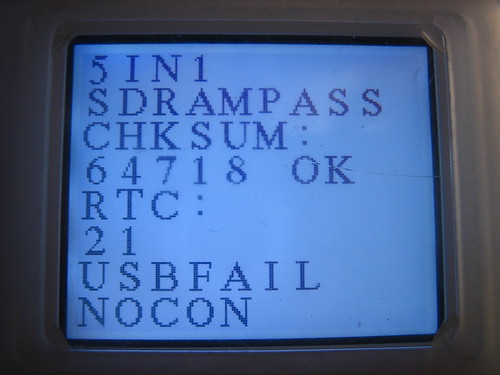 5IN1
SDRAMPASS
CHKSUM:
64718 OK
RTC:
21
USBFAIL
NOCON